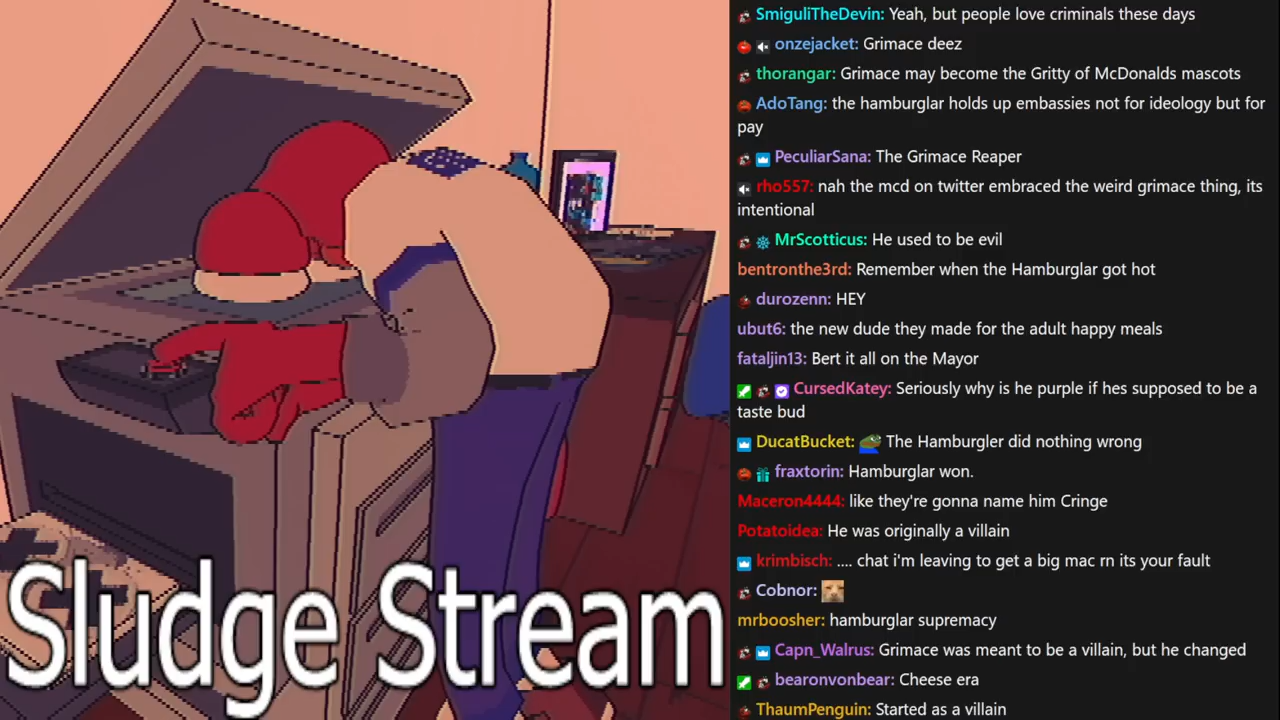 Sludge Stream
SmiguliTheDevin: Yeah, but people love criminals these days
onzejacket: Grimace deez
thorangar: Grimace may become the Gritty of McDonalds mascots
AdoTang: the hamburglar holds up embassies not for ideology but for
pay
PeculiarSana: The Grimace Reaper
rho557: nah the mcd on twitter embraced the weird grimace thing, its
intentional
MrScotticus: He used to be evil
bentronthe3rd: Remember when the Hamburglar got hot
durozenn: HEY
ubut6: the new dude they made for the adult happy meals
fataljin13: Bert it all on the Mayor
CursedKatey: Seriously why is he purple if hes supposed to be a
taste bud
DucatBucket: The Hamburgler did nothing wrong
fraxtorin: Hamburglar won.
Maceron4444: like they're gonna name him Cringe
Potatoidea: He was originally a villain
krimbisch: .... chat i'm leaving to get a big mac rn its your fault
Cobnor:
mrboosher: hamburglar supremacy
Capn_Walrus: Grimace was meant to be a villain, but he changed
bearonvonbear: Cheese era
ThaumPenguin: Started as a villain